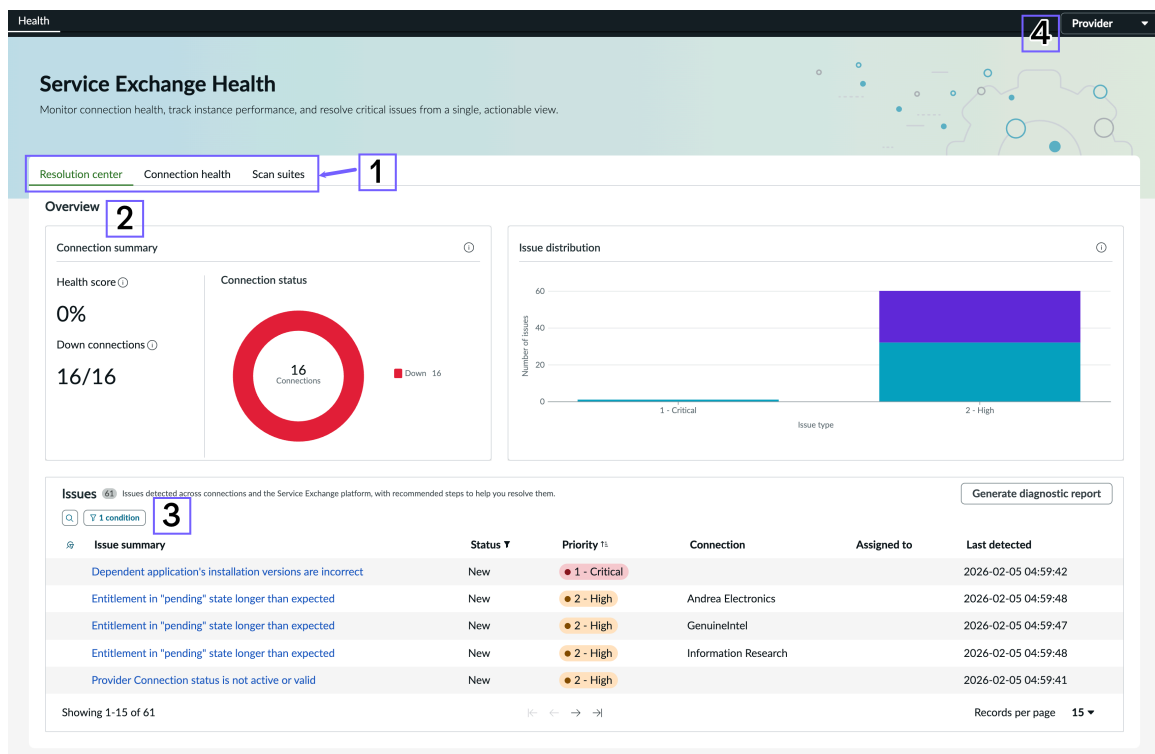 Health
4
Provider
Service Exchange Health
Monitor connection health, track instance performance, and resolve critical issues from a single, actionable view.
Resolution center Connection health Scan suites
1
Overview
2
Connection summary
Health score
0%
Down connections
16/16
Connection status
16
Connections
Down 16
Issue distribution
Number of issues
60
40
20
0
1 - Critical
2 - High
Issue type
Issues 61 Issues detected across connections and the Service Exchange platform, with recommended steps to help you resolve them.
Generate diagnostic report
1 condition
3
Issue summary Status Priority Connection Assigned to Last detected
Dependent application's installation versions are incorrect New 1 - Critical 2026-02-05 04:59:42
Entitlement in "pending" state longer than expected New 2 - High Andrea Electronics 2026-02-05 04:59:48
Entitlement in "pending" state longer than expected New 2 - High GenuineIntel 2026-02-05 04:59:47
Entitlement in "pending" state longer than expected New 2 - High Information Research 2026-02-05 04:59:48
Provider Connection status is not active or valid New 2 - High 2026-02-05 04:59:41
Showing 1-15 of 61
Records per page 15